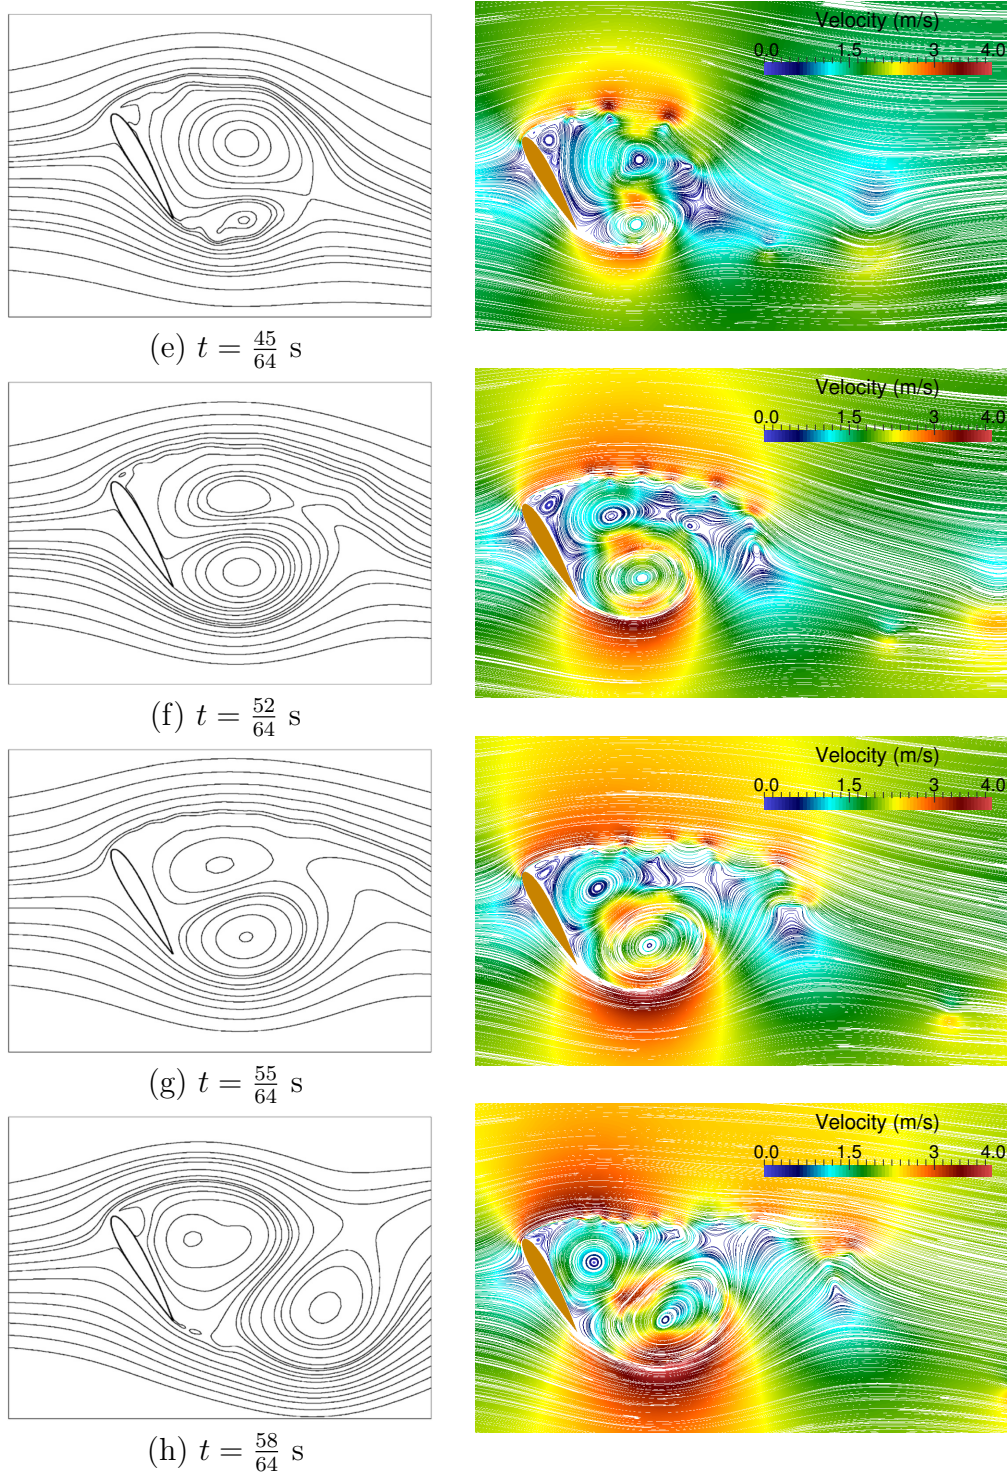 Velocity (m/s)
0.0 1.5 3 4.0
(e) t = 45/64 s
Velocity (m/s)
0.0 1.5 3 4.0
(f) t = 52/64 s
Velocity (m/s)
0.0 1.5 3 4.0
(g) t = 55/64 s
Velocity (m/s)
0.0 1.5 3 4.0
(h) t = 58/64 s